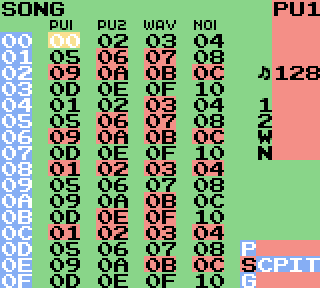 SONG PU1
PU1 PU2 WAV NOI
00 00 02 03 04
01 05 06 07 08
02 09 0A 0B 0C ♫128
03 0D 0E 0F 10
04 01 02 03 04 1
05 05 06 07 08 2
06 09 0A 0B 0C W
07 0D 0E 0F 10 N
08 01 02 03 04
09 05 06 07 08
0A 09 0A 0B 0C
0B 0D 0E 0F 10
0C 01 02 03 04
0D 05 06 07 08 P
0E 09 0A 0B 0C SCPIT
0F 0D 0E 0F 10 G